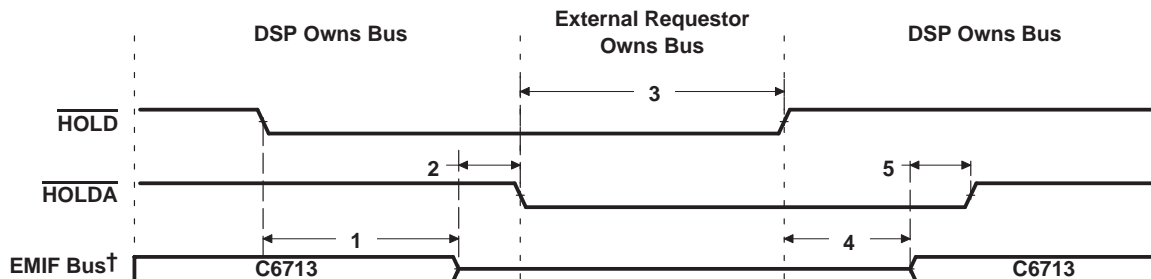 DSP Owns Bus
External Requestor
Owns Bus
DSP Owns Bus
3
HOLD
2
5
HOLDA
1
4
EMIF Bus†
C6713
C6713